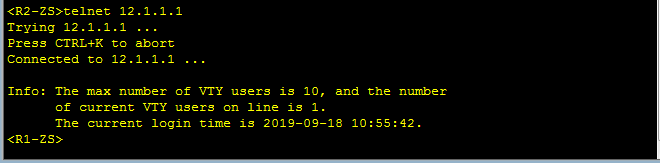 <R2-ZS>telnet 12.1.1.1
Trying 12.1.1.1 ...
Press CTRL+K to abort
Connected to 12.1.1.1 ...
Info: The max number of VTY users is 10, and the number
of current VTY users on line is 1.
The current login time is 2019-09-18 10:55:42.
<R1-ZS>